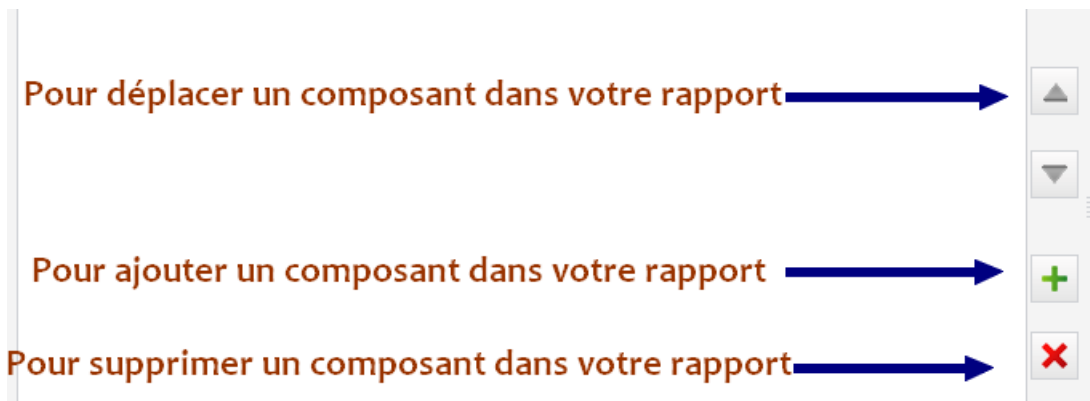 Pour déplacer un composant dans votre rapport
Pour ajouter un composant dans votre rapport
Pour supprimer un composant dans votre rapport